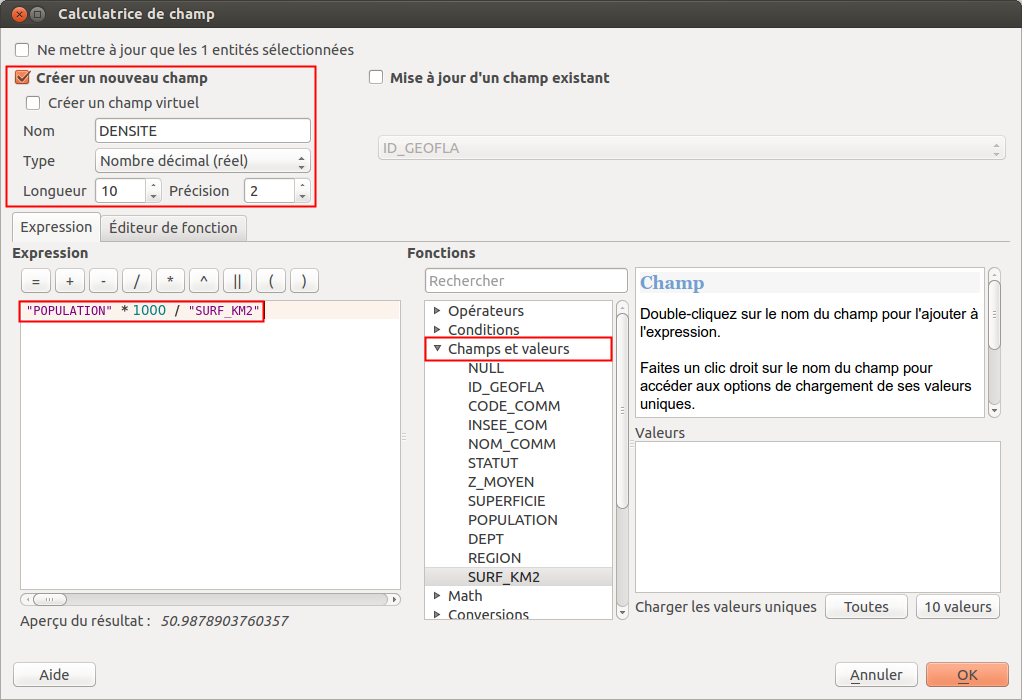 Calculatrice de champ
Ne mettre à jour que les 1 entités sélectionnées
Créer un nouveau champ
Mise à jour d'un champ existant
Créer un champ virtuel
Nom DENSITE
ID_GEOFLA
Type Nombre décimal (réel)
Longueur 10 Précision 2
Expression Éditeur de fonction
Expression
Fonctions
= + - / * ^ || ( )
Rechercher
"POPULATION" * 1000 / "SURF_KM2"
Opérateurs
Conditions
Champs et valeurs
NULL
ID_GEOFLA
CODE_COMM
INSEE_COM
NOM_COMM
STATUT
Z_MOYEN
SUPERFICIE
POPULATION
DEPT
REGION
SURF_KM2
Math
Conversions
Champ
Double-cliquez sur le nom du champ pour l'ajouter à
l'expression.
Faites un clic droit sur le nom du champ pour
accéder aux options de chargement de ses valeurs
uniques.
Valeurs
Charger les valeurs uniques Toutes 10 valeurs
Aperçu du résultat : 50.9878903760357
Aide Annuler OK